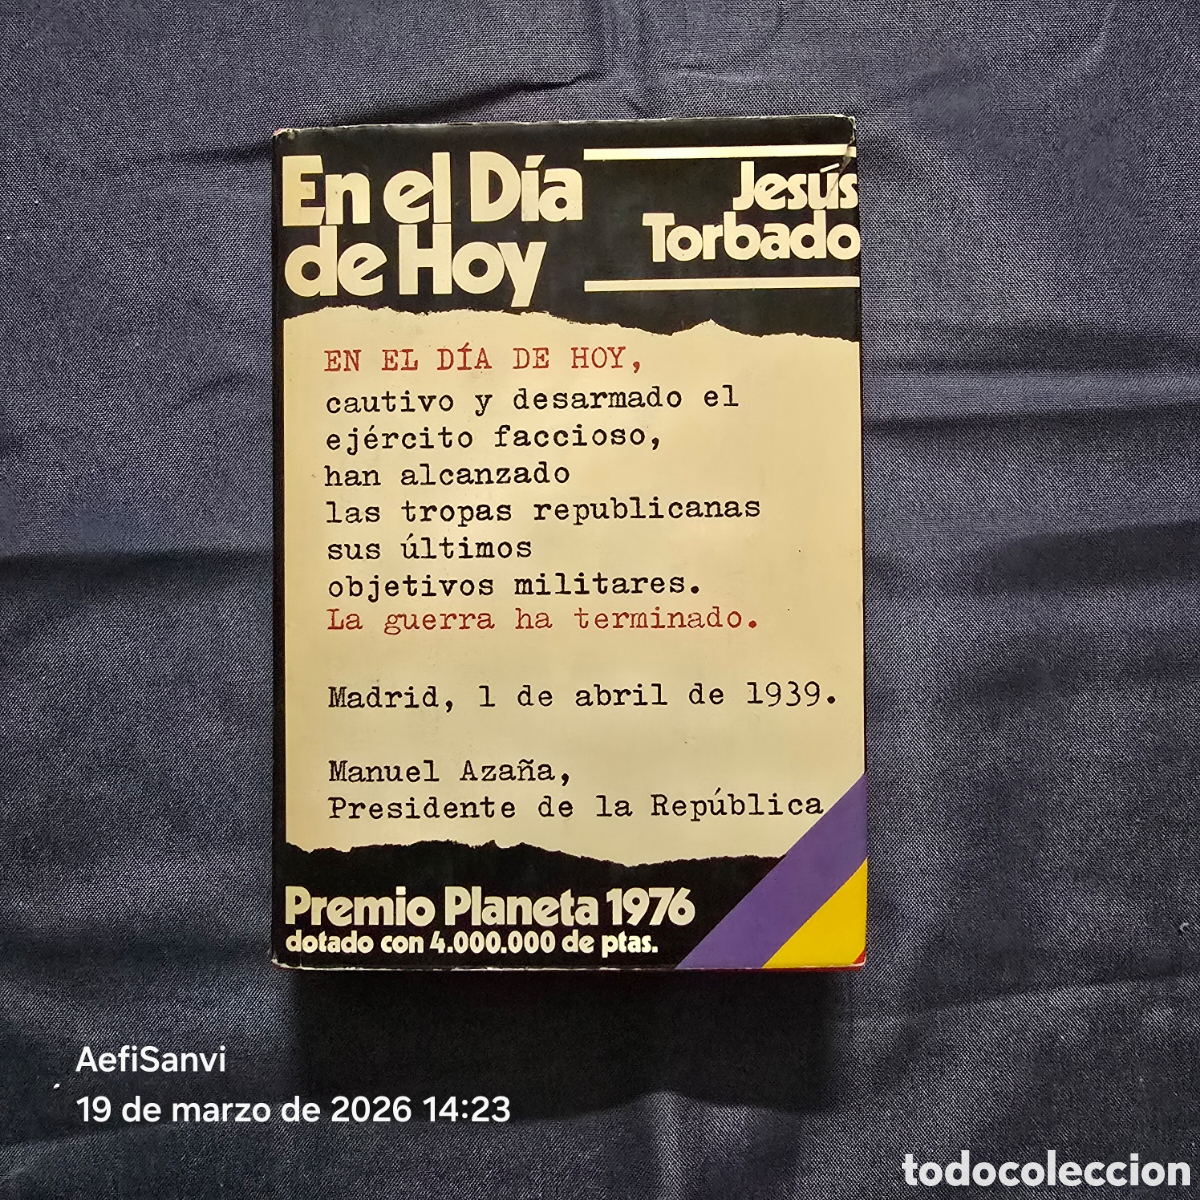 En el Día
de Hoy
Jesús
Torbado
EN EL DÍA DE HOY,
cautivo y desarmado el
ejército faccioso,
han alcanzado
las tropas republicanas
sus últimos
objetivos militares.
La guerra ha terminado.
Madrid, 1 de abril de 1939.
Manuel Azaña,
Presidente de la República
Premio Planeta 1976
dotado con 4.000.000 de ptas.
AefiSanvi
19 de marzo de 2026 14:23
todocoleccion